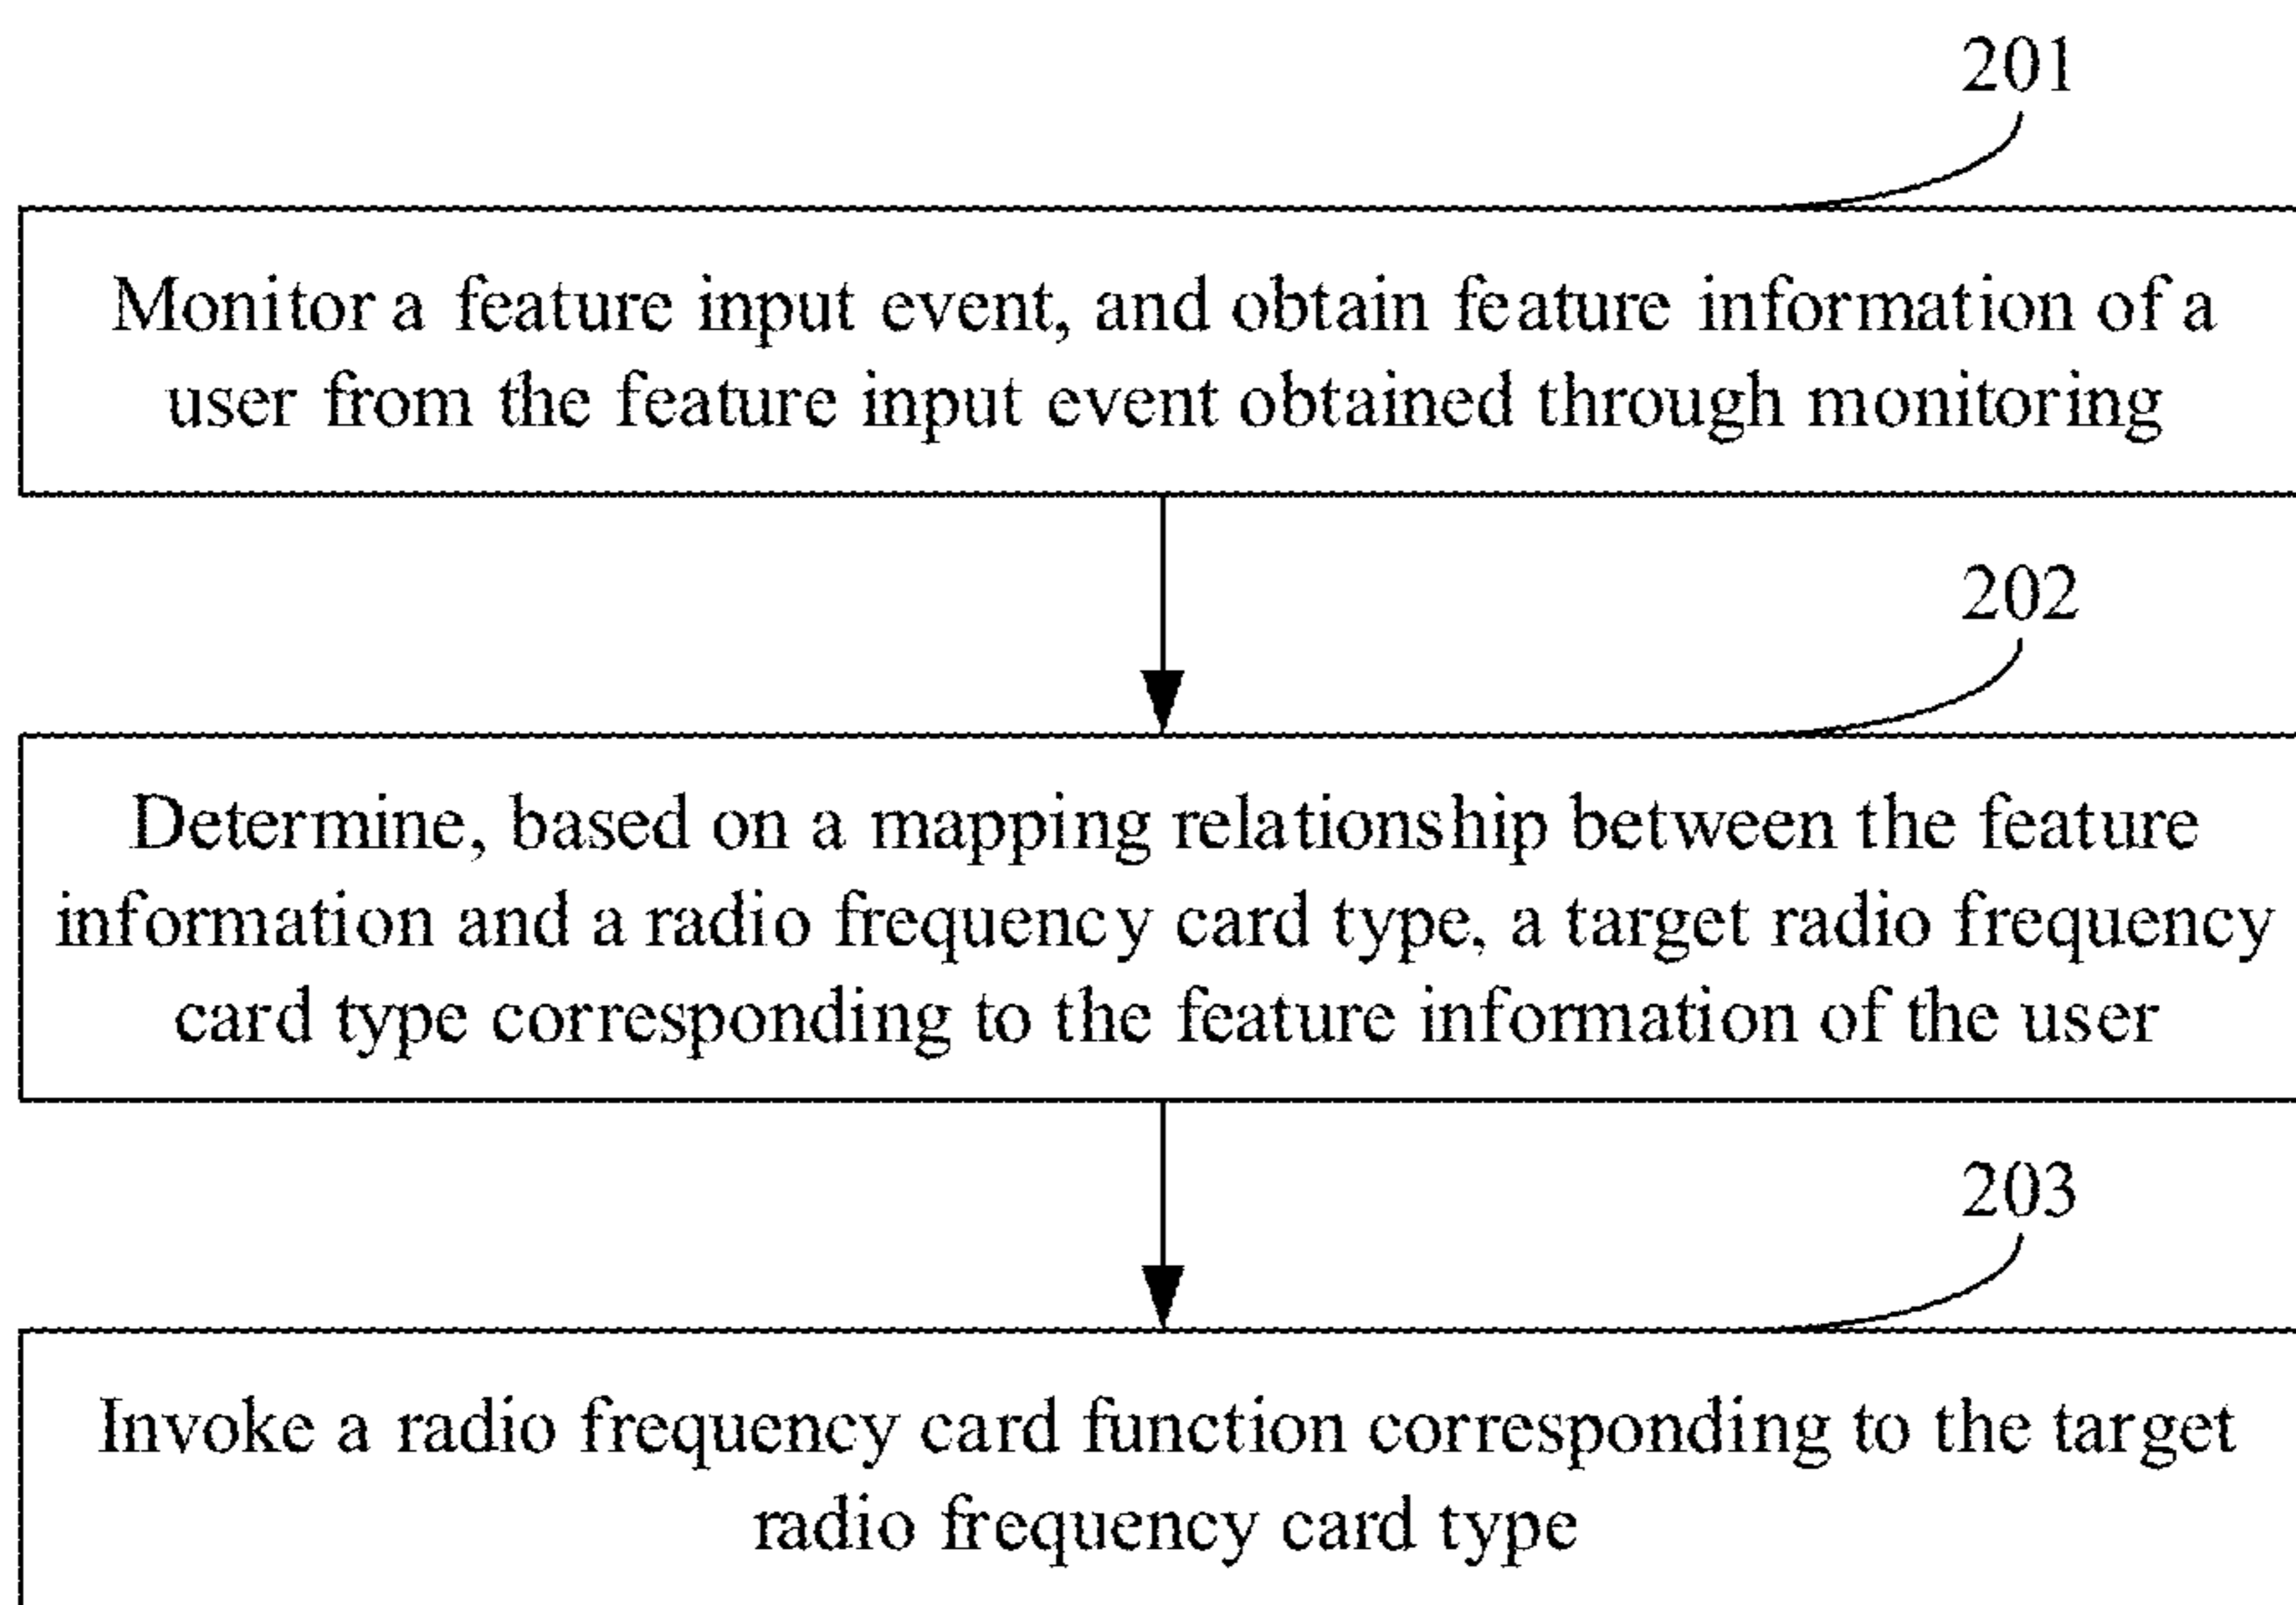 201
Monitor a feature input event, and obtain feature information of a
user from the feature input event obtained through monitoring
202
Determine, based on a mapping relationship between the feature
information and a radio frequency card type, a target radio frequency
card type corresponding to the feature information of the user
203
Invoke a radio frequency card function corresponding to the target
radio frequency card type